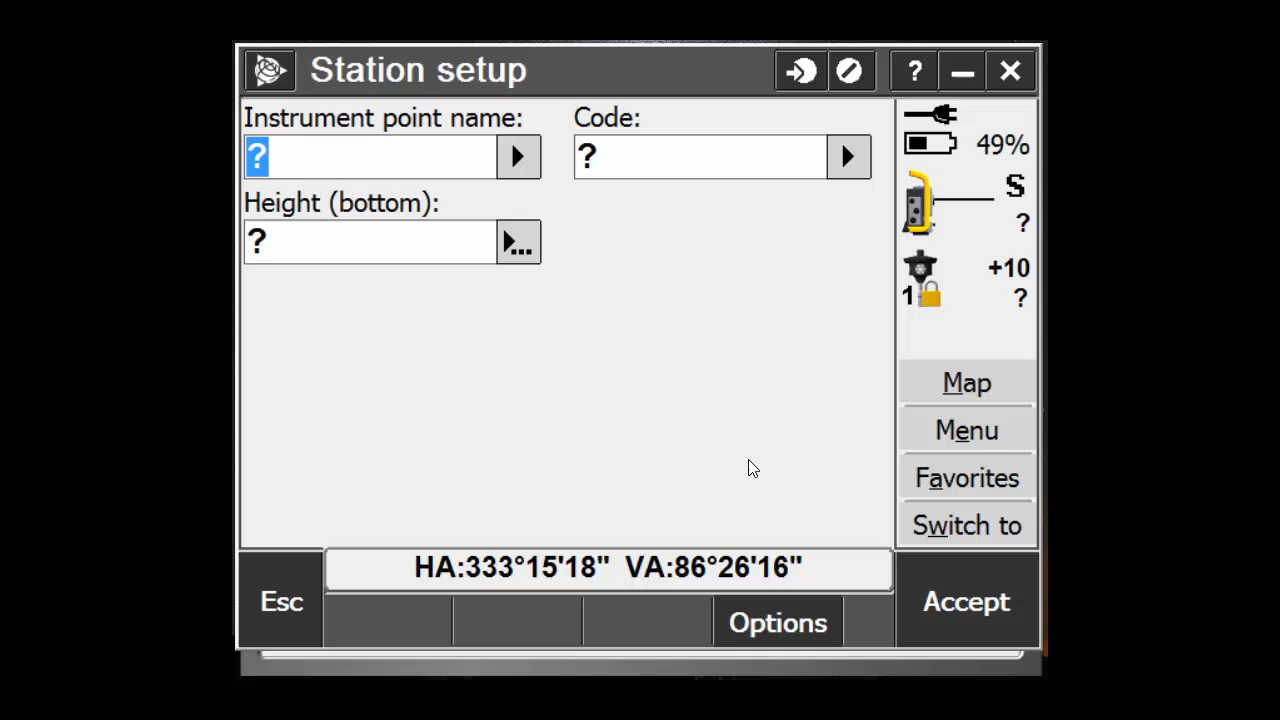 Station setup
?
Instrument point name:
Code:
?
?
Height (bottom):
?
49%
S
?
+10
1
?
Map
Menu
Favorites
Switch to
HA:333°15'18" VA:86°26'16"
Esc
Options
Accept